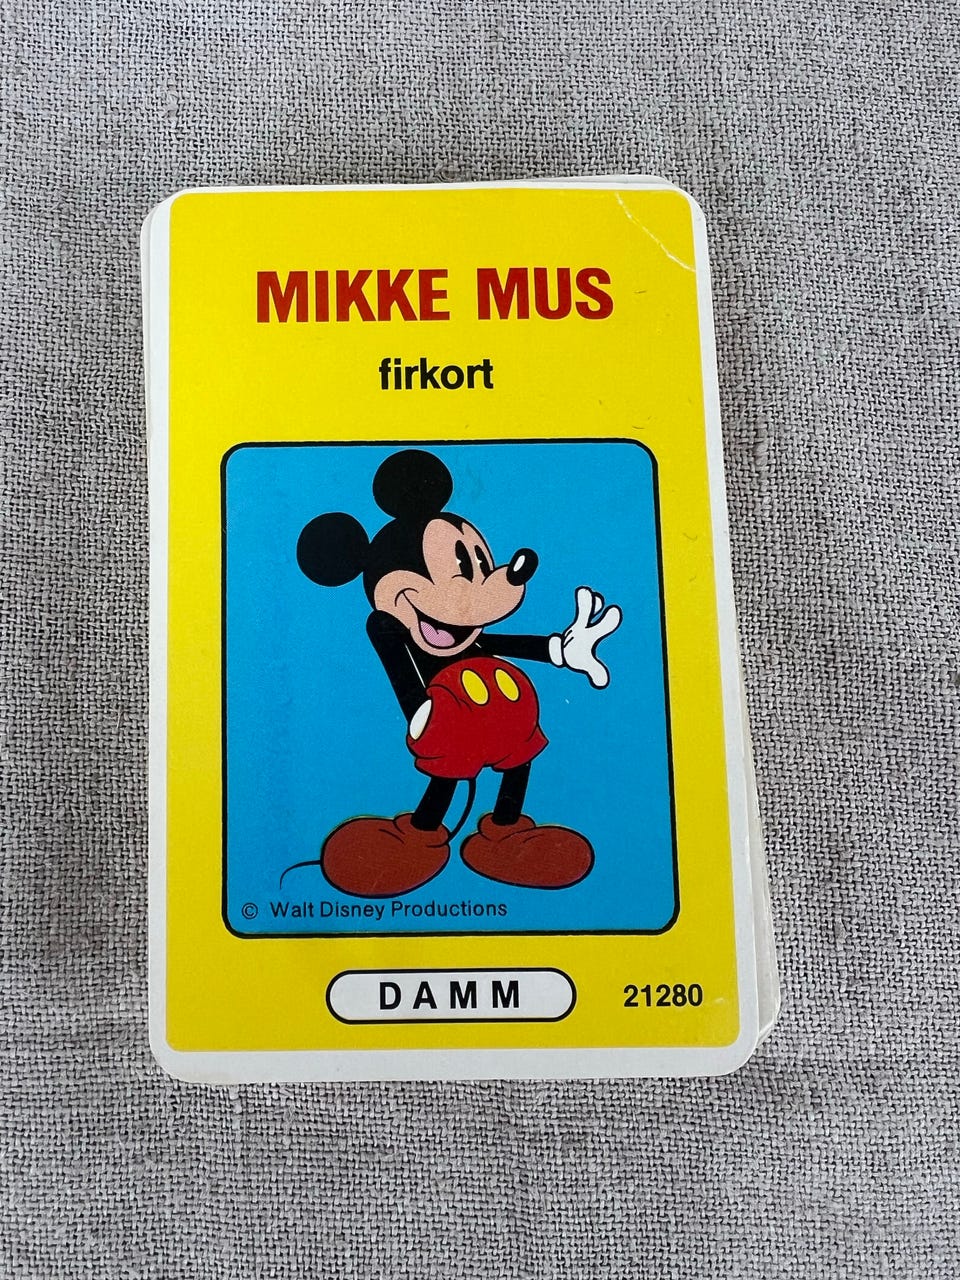 MIKKE MUS
firkort
© Walt Disney Productions
DAMM
21280